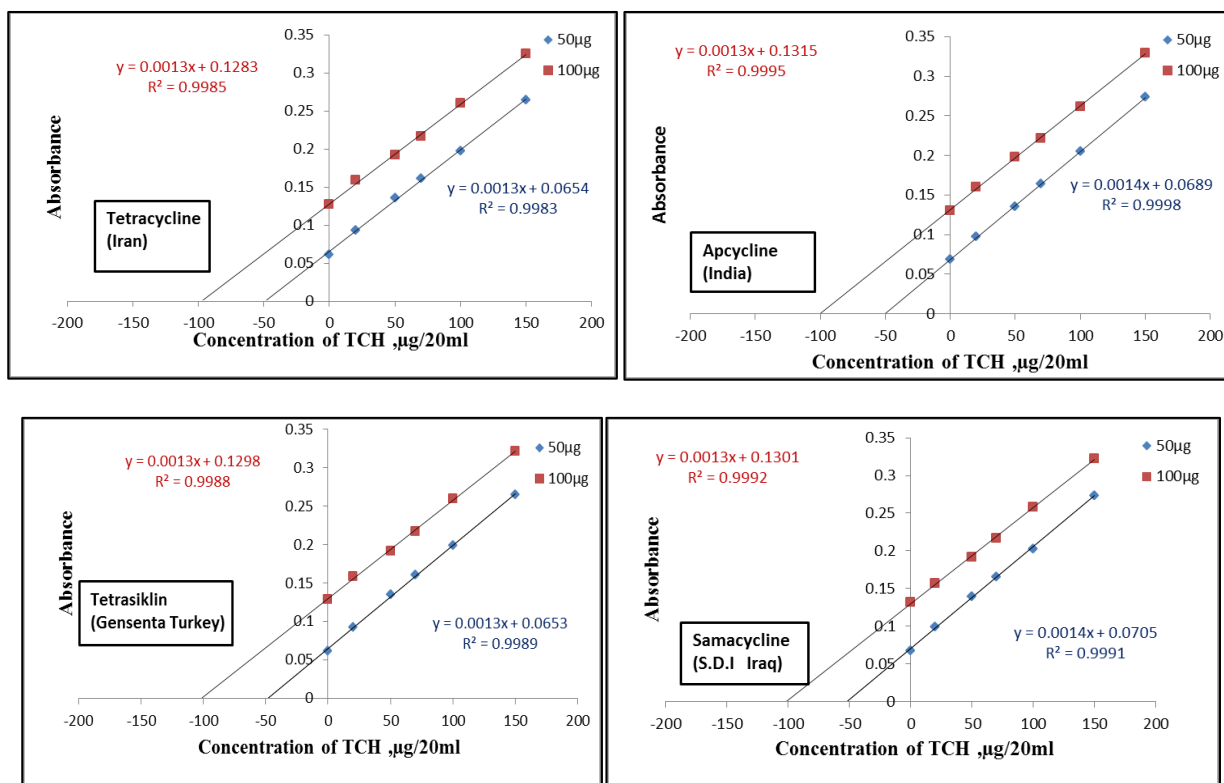 0.35
0.3
0.25
0.2
0.15
0.1
0.05
0
-200 -150 -100 -50 0 50 100 150 200
Absorbance
Concentration of TCH ,µg/20ml
y = 0.0013x + 0.1283
R² = 0.9985
50µg
100µg
y = 0.0013x + 0.0654
R² = 0.9983
Tetracycline
(Iran)
0.35
0.3
0.25
0.2
0.15
0.1
0.05
0
-200 -150 -100 -50 0 50 100 150 200
Absorbance
Concentration of TCH ,µg/20ml
y = 0.0013x + 0.1315
R² = 0.9995
50µg
100µg
y = 0.0014x + 0.0689
R² = 0.9998
Apcycline
(India)
0.35
0.3
0.25
0.2
0.15
0.1
0.05
0
-200 -150 -100 -50 0 50 100 150 200
Absorbance
Concentration of TCH ,µg/20ml
y = 0.0013x + 0.1298
R² = 0.9988
50µg
100µg
y = 0.0013x + 0.0653
R² = 0.9989
Tetrasiklin
(Gensenta Turkey)
0.35
0.3
0.25
0.2
0.15
0.1
0.05
0
-200 -150 -100 -50 0 50 100 150 200
Absorbance
Concentration of TCH ,µg/20ml
y = 0.0013x + 0.1301
R² = 0.9992
50µg
100µg
y = 0.0014x + 0.0705
R² = 0.9991
Samacycline
(S.D.I Iraq)